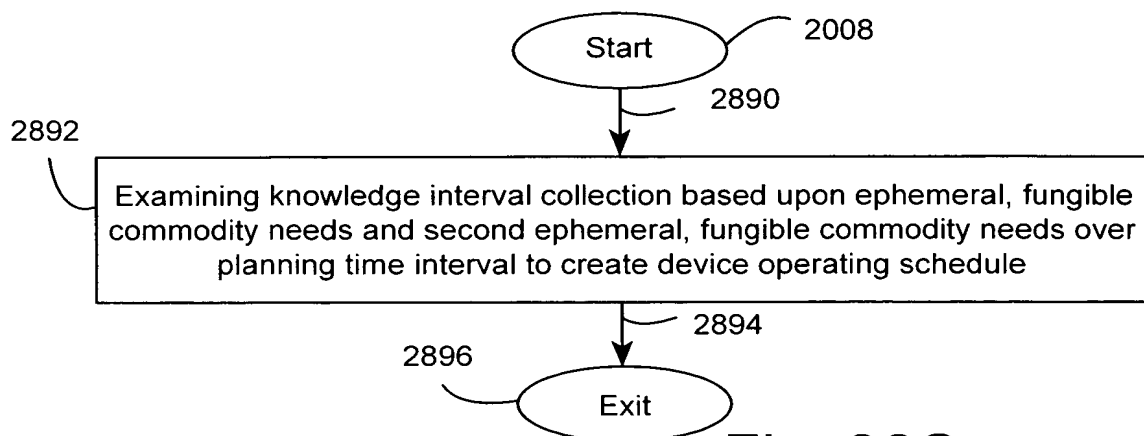 Start
2008
2890
2892
Examining knowledge interval collection based upon ephemeral, fungible
commodity needs and second ephemeral, fungible commodity needs over
planning time interval to create device operating schedule
2894
2896
Exit